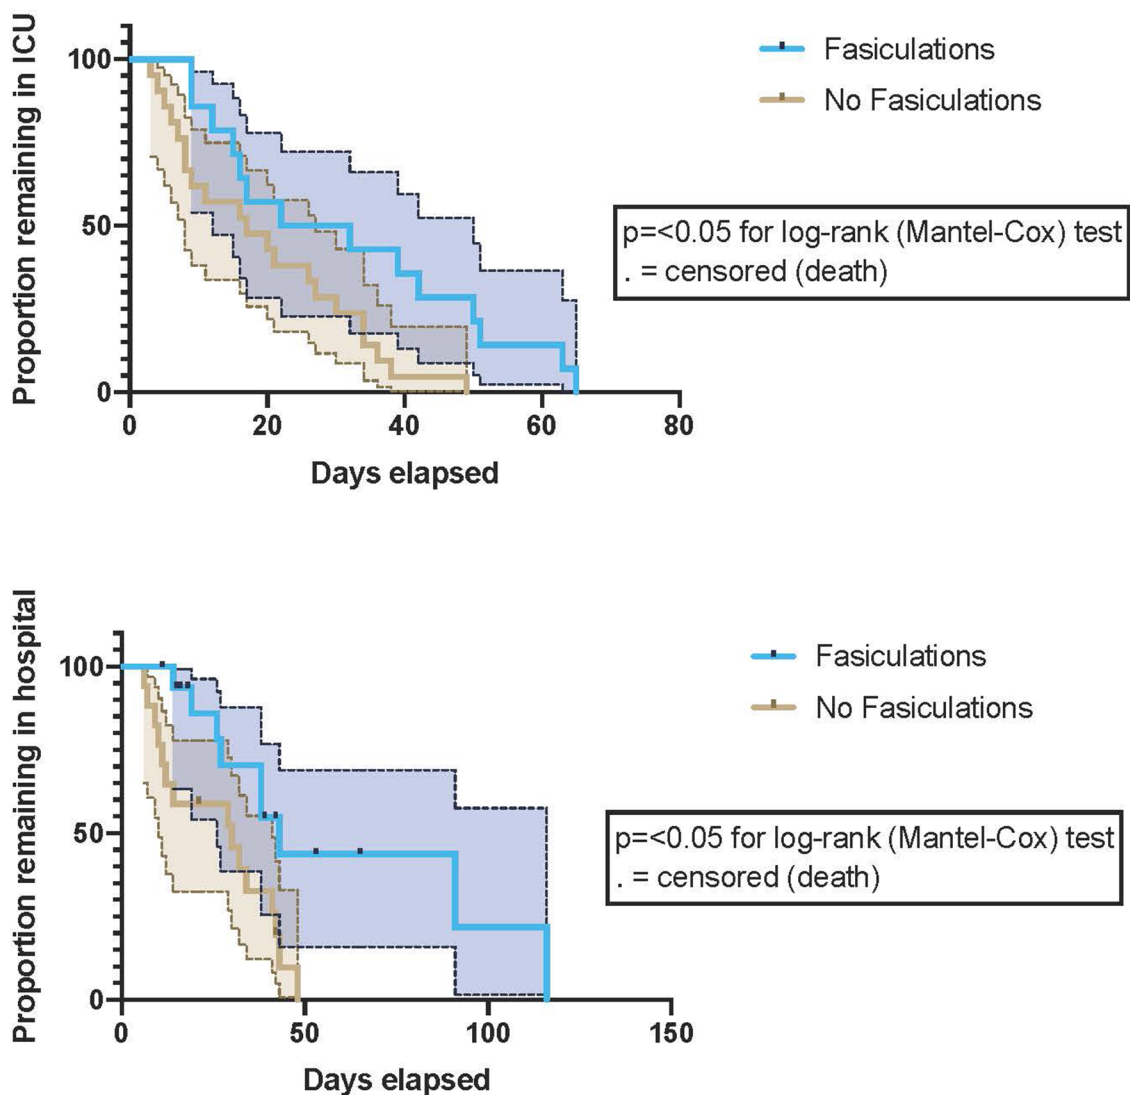 Proportion remaining in ICU
100
50
0
0 20 40 60 80
Days elapsed
Fasiculations
No Fasiculations
p=<0.05 for log-rank (Mantel-Cox) test
. = censored (death)
Proportion remaining in hospital
100
50
0
0 50 100 150
Days elapsed
Fasiculations
No Fasiculations
p=<0.05 for log-rank (Mantel-Cox) test
. = censored (death)